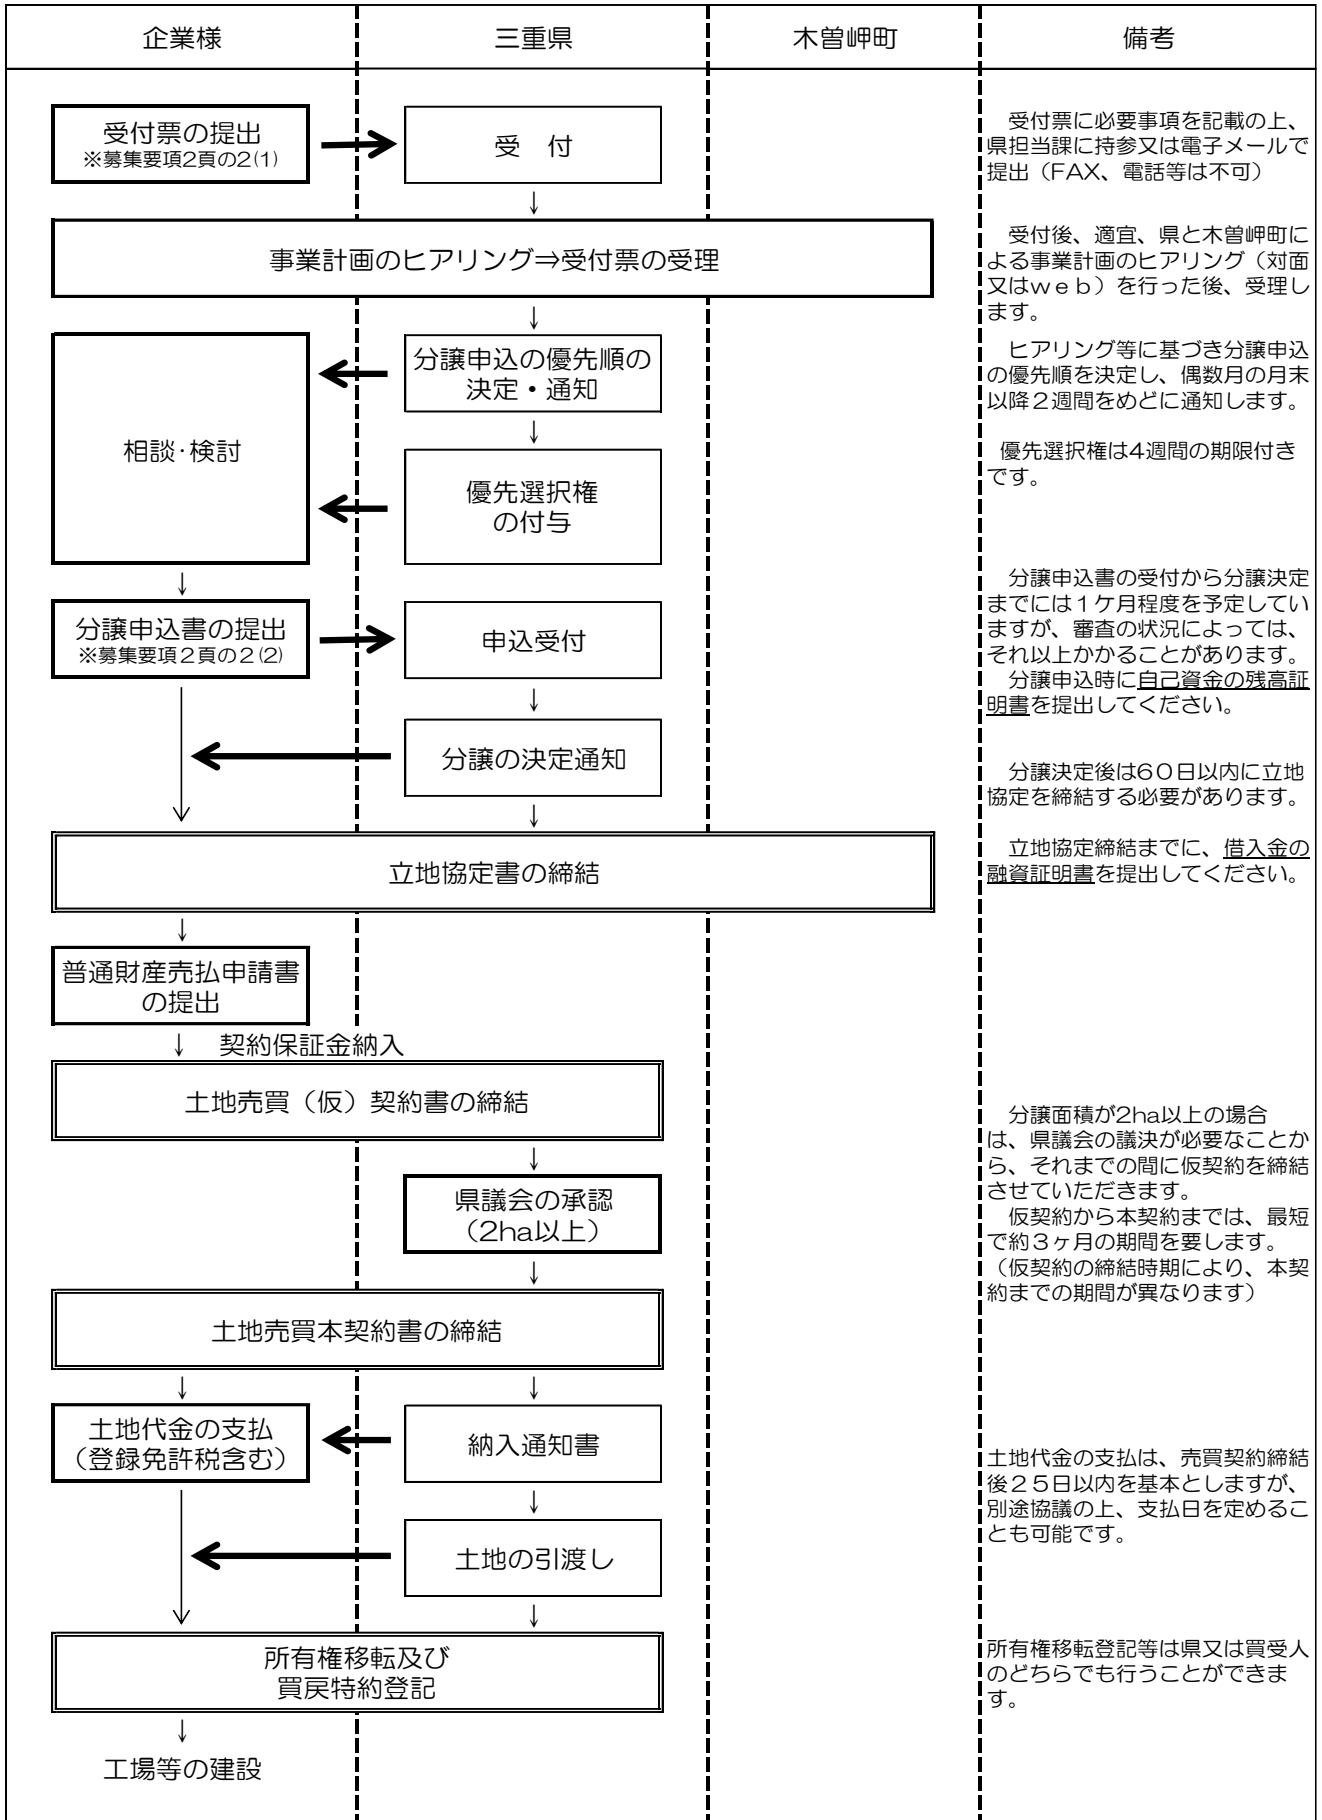 企業様
三重県
木曽岬町
備考
受付票の提出
※募集要項2頁の2(1)
受　付
受付票に必要事項を記載の上、
県担当課に持参又は電子メールで
提出（FAX、電話等は不可）
事業計画のヒアリング⇒受付票の受理
受付後、適宜、県と木曽岬町に
よる事業計画のヒアリング（対面
又はｗｅｂ）を行った後、受理し
ます。
分譲申込の優先順の
決定・通知
ヒアリング等に基づき分譲申込
の優先順を決定し、偶数月の月末
以降２週間をめどに通知します。
相談･検討
優先選択権
の付与
優先選択権は4週間の期限付き
です。
分譲申込書の提出
※募集要項２頁の２(2)
申込受付
分譲申込書の受付から分譲決定
までには１ケ月程度を予定してい
ますが、審査の状況によっては、
それ以上かかることがあります。
分譲申込時に自己資金の残高証
明書を提出してください。
分譲の決定通知
分譲決定後は６０日以内に立地
協定を締結する必要があります。
立地協定書の締結
立地協定締結までに、借入金の
融資証明書を提出してください。
普通財産売払申請書
の提出
↓　契約保証金納入
土地売買（仮）契約書の締結
県議会の承認
（2ha以上）
分譲面積が2ha以上の場合
は、県議会の議決が必要なことか
ら、それまでの間に仮契約を締結
させていただきます。
仮契約から本契約までは、最短
で約３ヶ月の期間を要します。
（仮契約の締結時期により、本契
約までの期間が異なります）
土地売買本契約書の締結
土地代金の支払
（登録免許税含む）
納入通知書
土地代金の支払は、売買契約締結
後２５日以内を基本としますが、
別途協議の上、支払日を定めるこ
とも可能です。
土地の引渡し
所有権移転及び
買戻特約登記
所有権移転登記等は県又は買受人
のどちらでも行うことができま
す。
工場等の建設